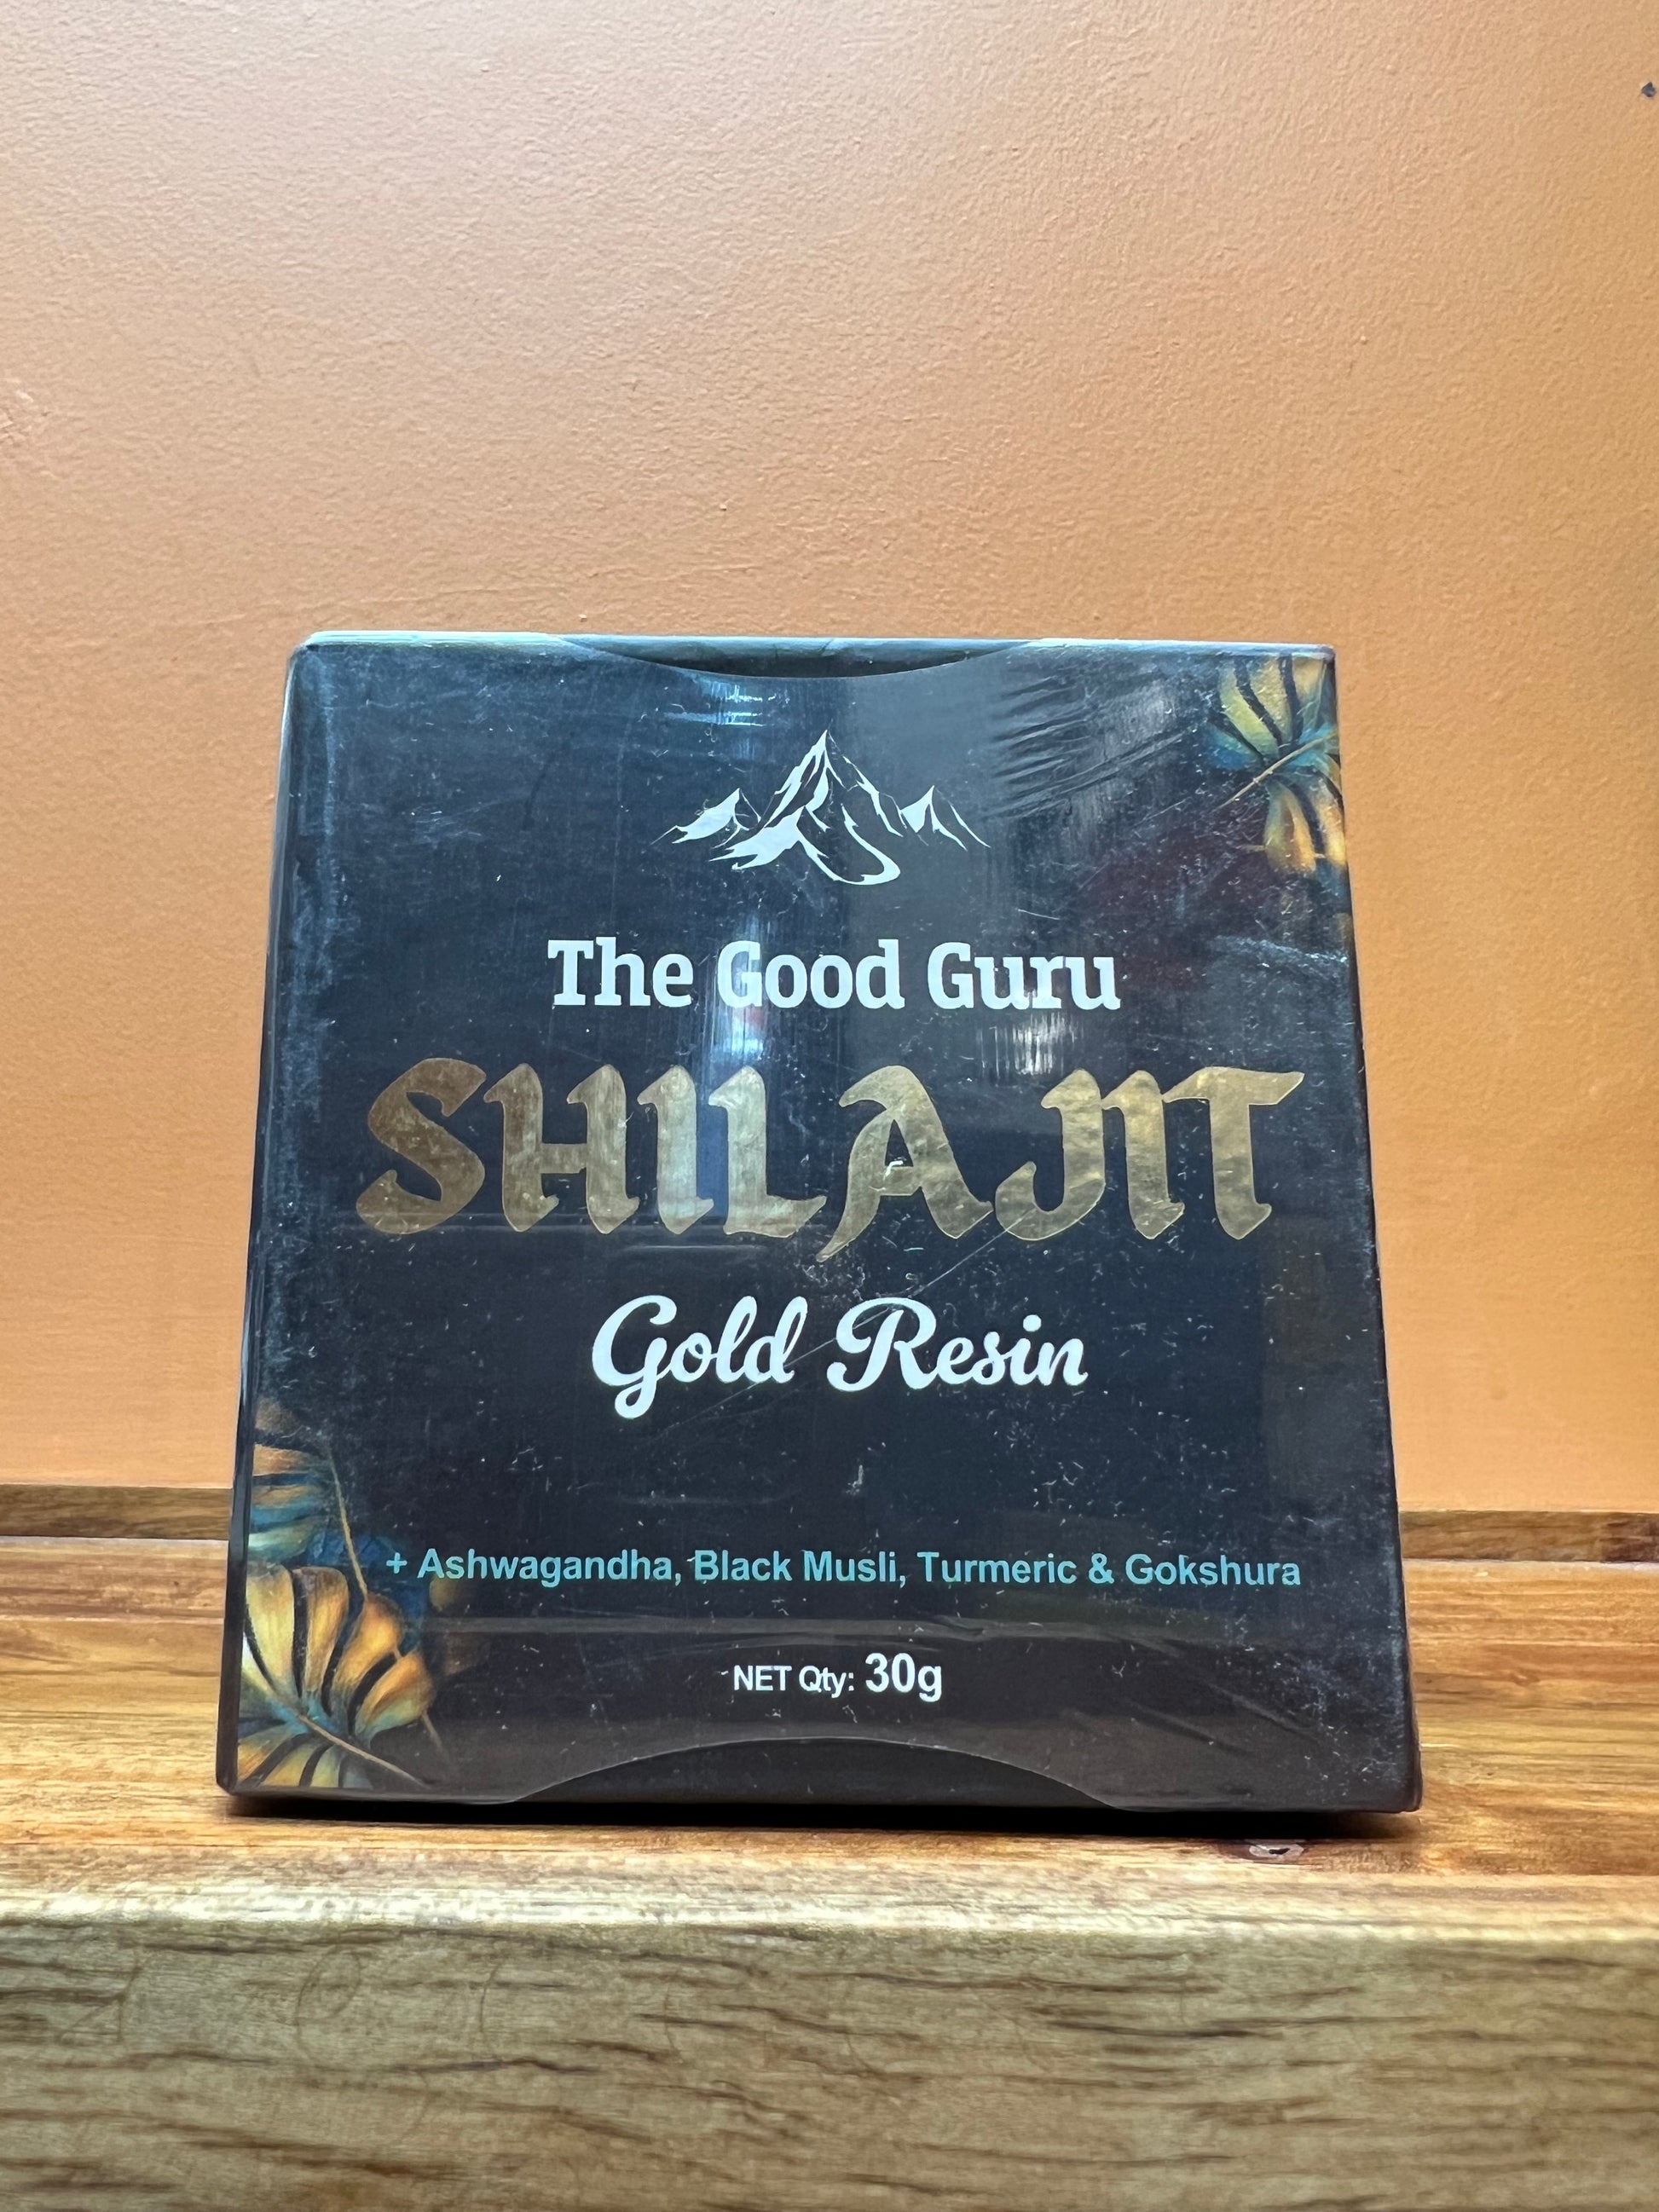 The Good Guru
SHILAJIT
Gold Resin
+ Ashwagandha, Black Musli, Turmeric & Gokshura
NET Qty: 30g